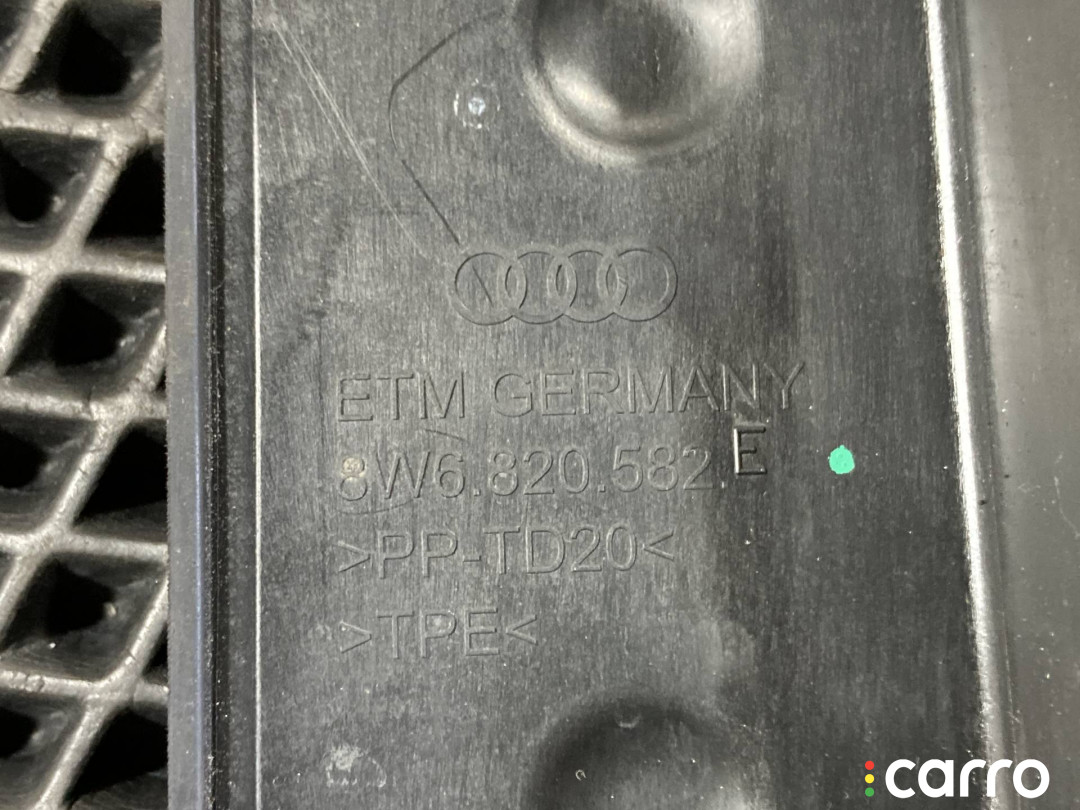 ETM GERMANY
8W6.820.582.E
>PP-TD20<
>TPE<
carro